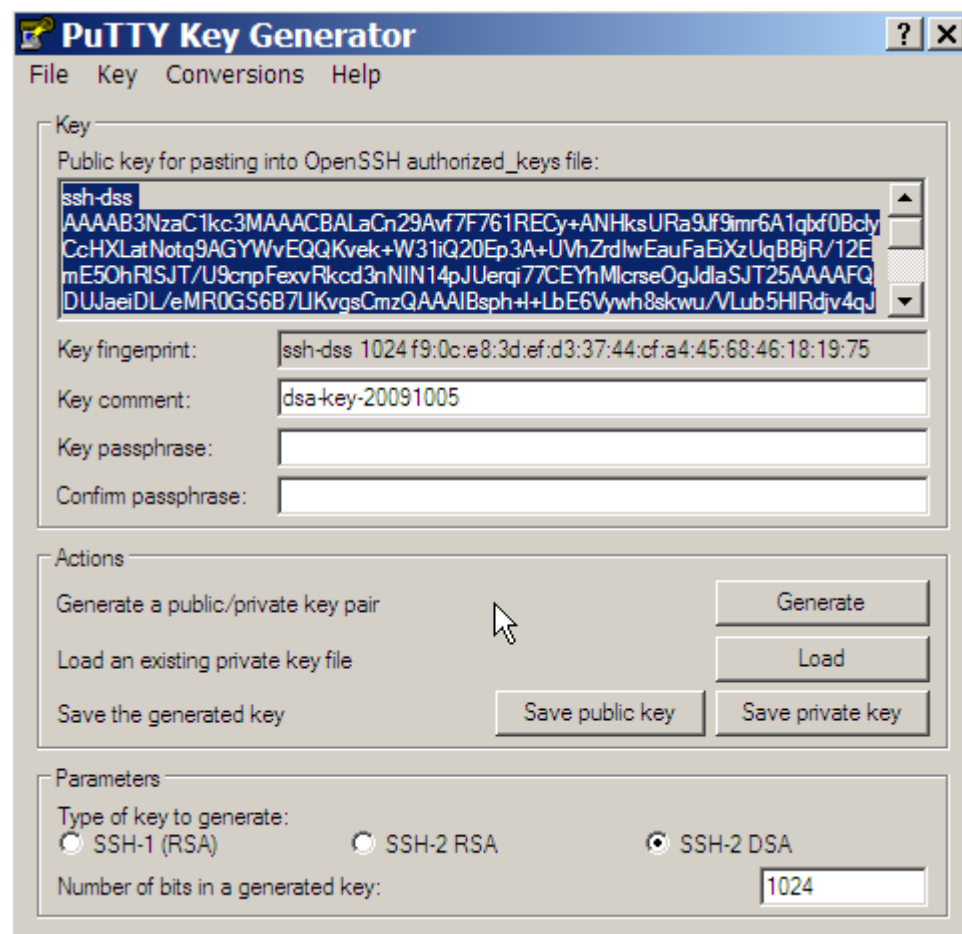 PuTTY Key Generator
File Key Conversions Help
Key
Public key for pasting into OpenSSH authorized_keys file:
ssh-dss
AAAAB3NzaC1kc3MAAACBALaCn29Avf7F761RECy+ANHksURa9Jf9imr6A1qlxf0Bcly
CcHXLatNotq9AGYWvEQQKvek+W31iQ20Ep3A+UVhZrdlwEauFaEiXzUqBBjR/12E
mE5OhRlSJT/U9cnpFexvRkcd3nNIN14pJUerqi77CEYhMlcrseOgJdlaSJT25AAAAFQ
DUJaeiDL/eMR0GS6B7LlKvgsCmzQAAAIBsph+l+LbE6Vywh8skwu/VLub5HlRdjv4qJ
Key fingerprint: ssh-dss 1024 f9:0c:e8:3d:ef:d3:37:44:cf:a4:45:68:46:18:19:75
Key comment: dsa-key-20091005
Key passphrase:
Confirm passphrase:
Actions
Generate a public/private key pair Generate
Load an existing private key file Load
Save the generated key Save public key Save private key
Parameters
Type of key to generate:
SSH-1 (RSA) SSH-2 RSA SSH-2 DSA
Number of bits in a generated key: 1024